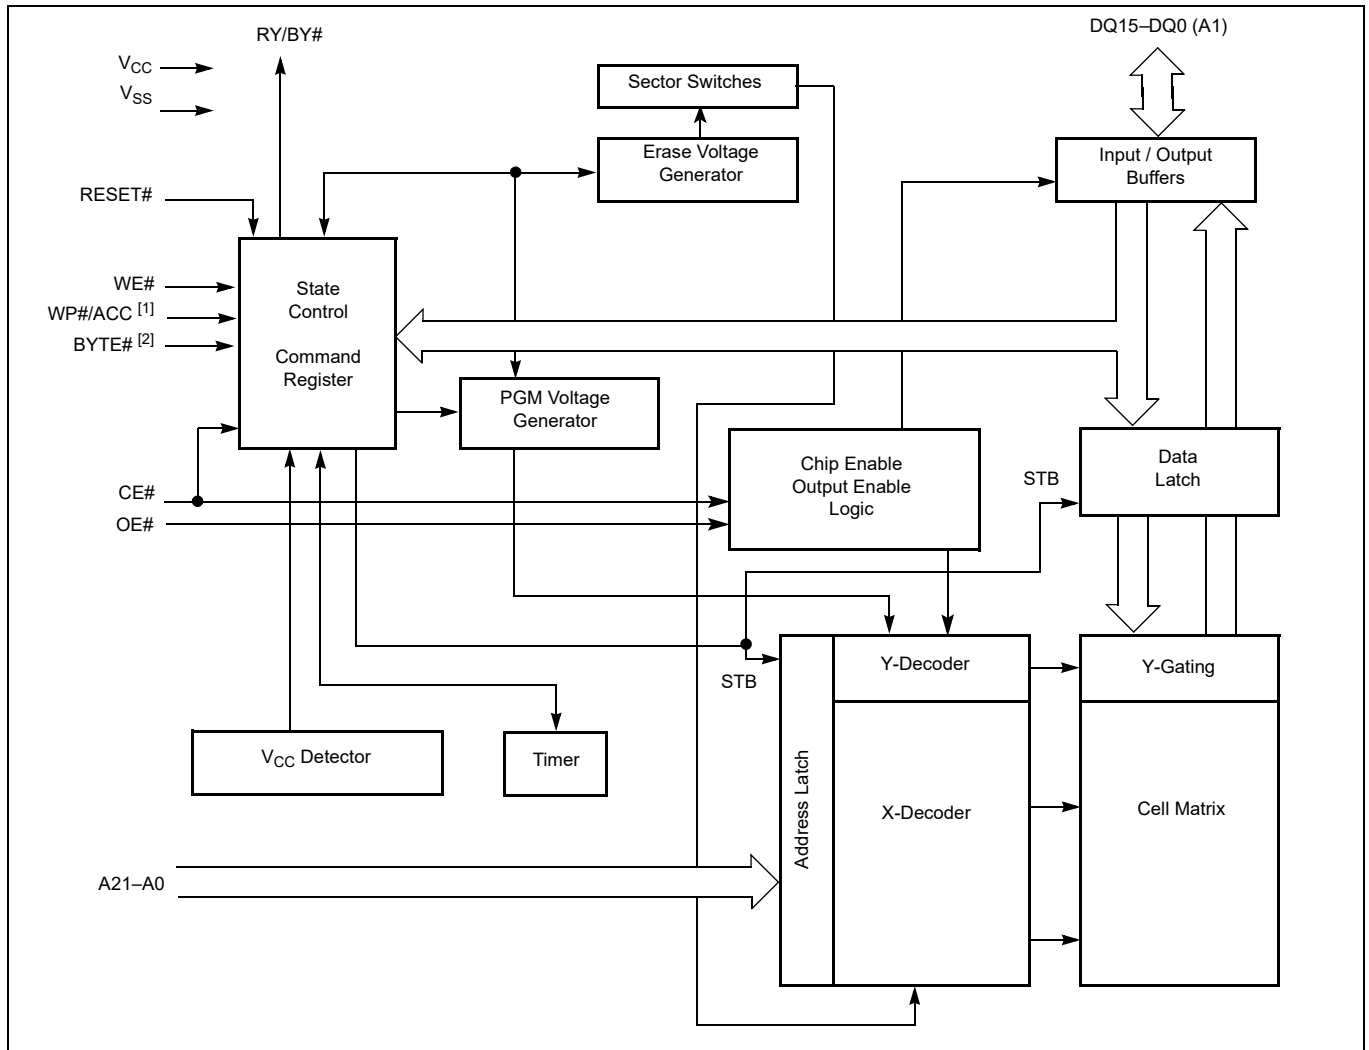 RY/BY#
DQ15–DQ0 (A1)
VCC
VSS
Sector Switches
Erase Voltage
Generator
Input / Output
Buffers
RESET#
WE#
WP#/ACC [1]
BYTE# [2]
State
Control
Command
Register
PGM Voltage
Generator
Chip Enable
Output Enable
Logic
STB
Data
Latch
CE#
OE#
STB
Y-Decoder
Y-Gating
VCC Detector
Timer
Address Latch
X-Decoder
Cell Matrix
A21–A0